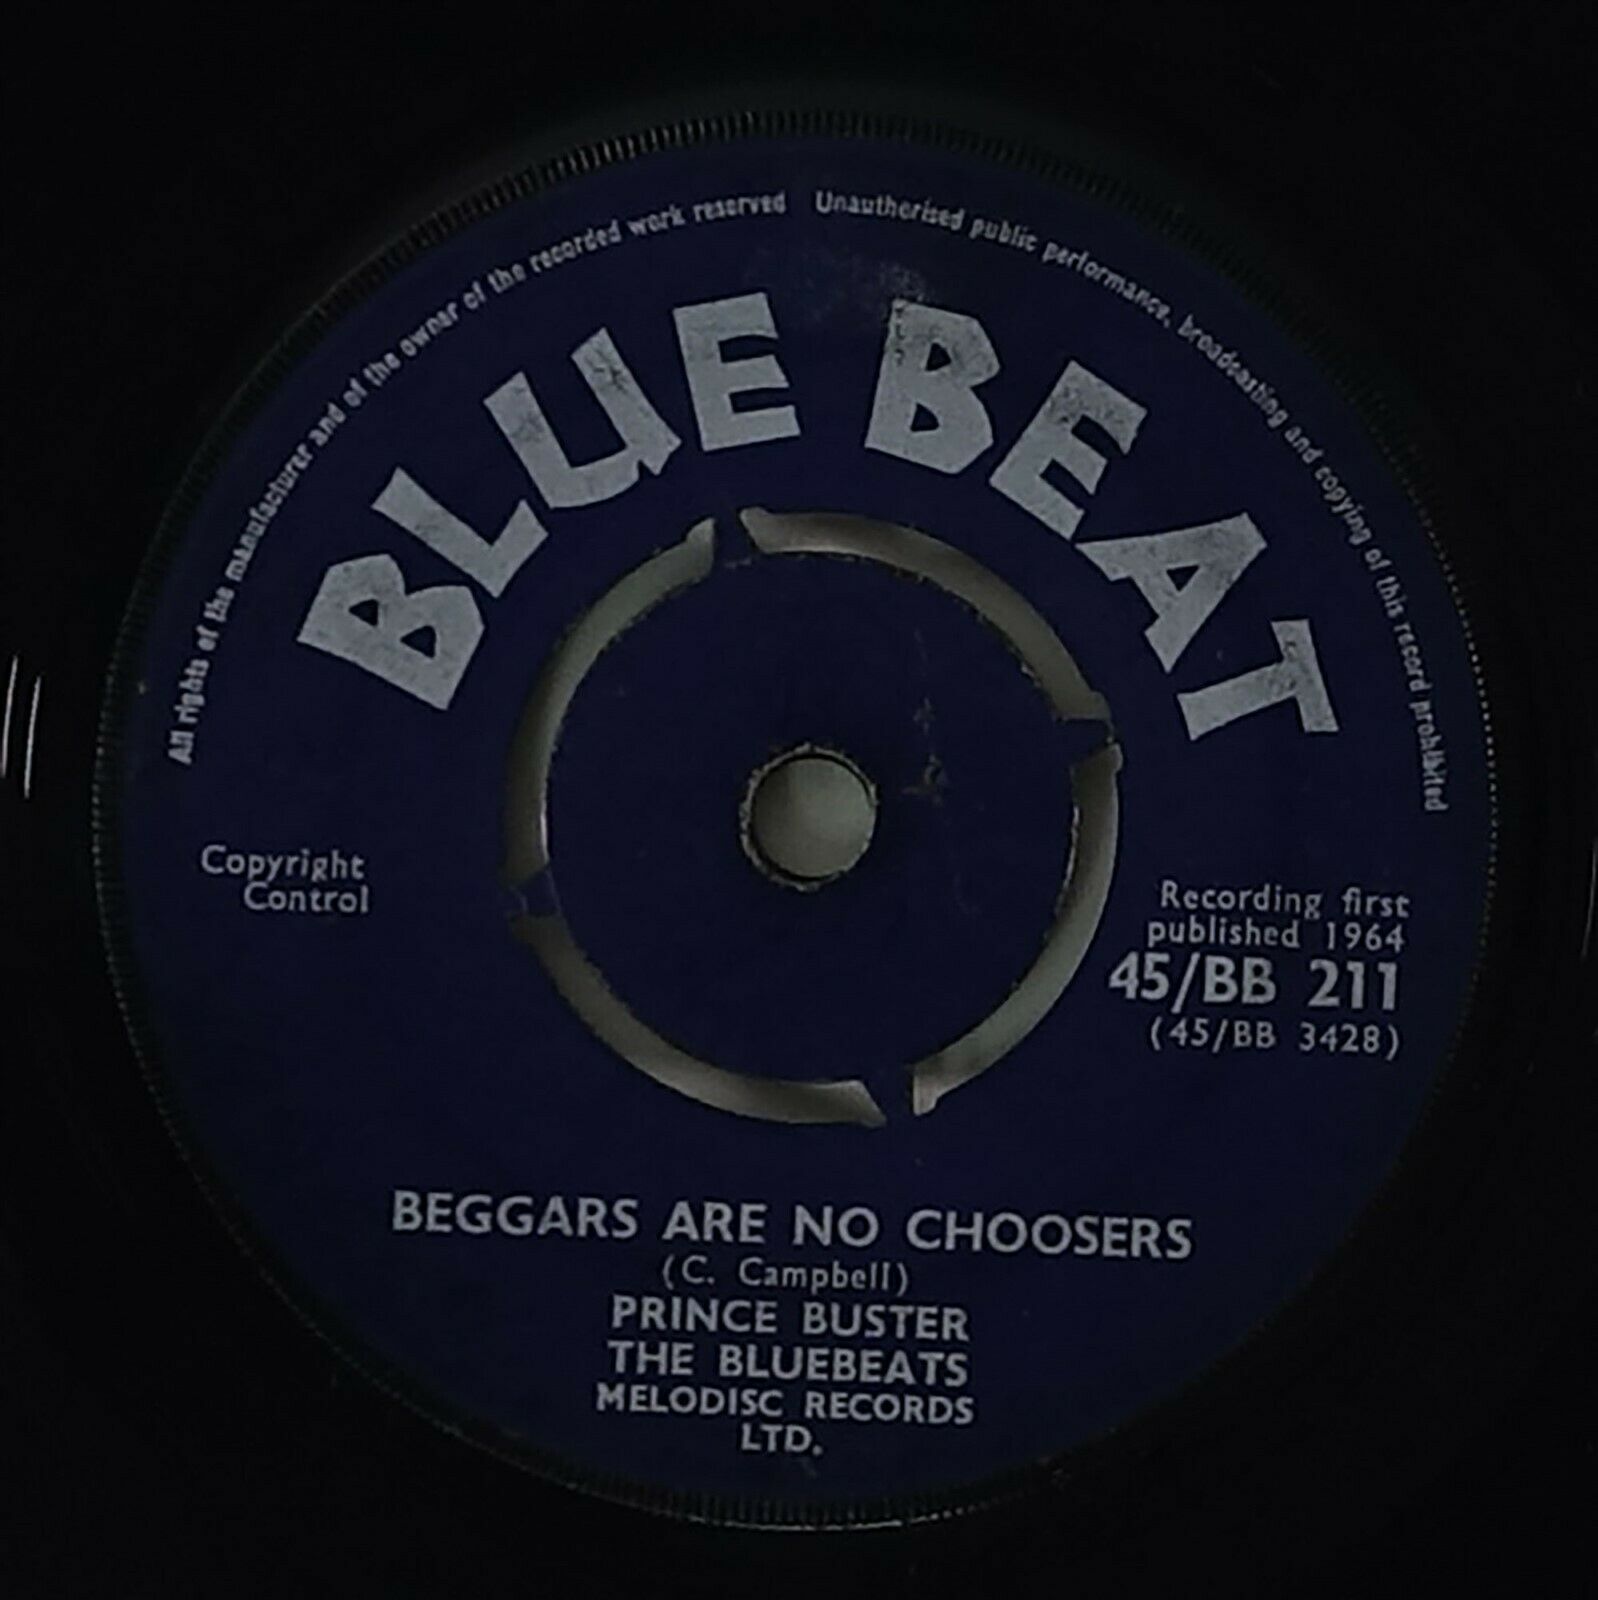 All rights of the manufacturer and of the owner of the recorded work reserved Unauthorised public performance, broadcasting and copying of this record prohibited
BLUE BEAT
Copyright
Control
Recording first
published 1964
45/BB 211
(45/BB 3428)
BEGGARS ARE NO CHOOSERS
(C. Campbell)
PRINCE BUSTER
THE BLUEBEATS
MELODISC RECORDS
LTD.